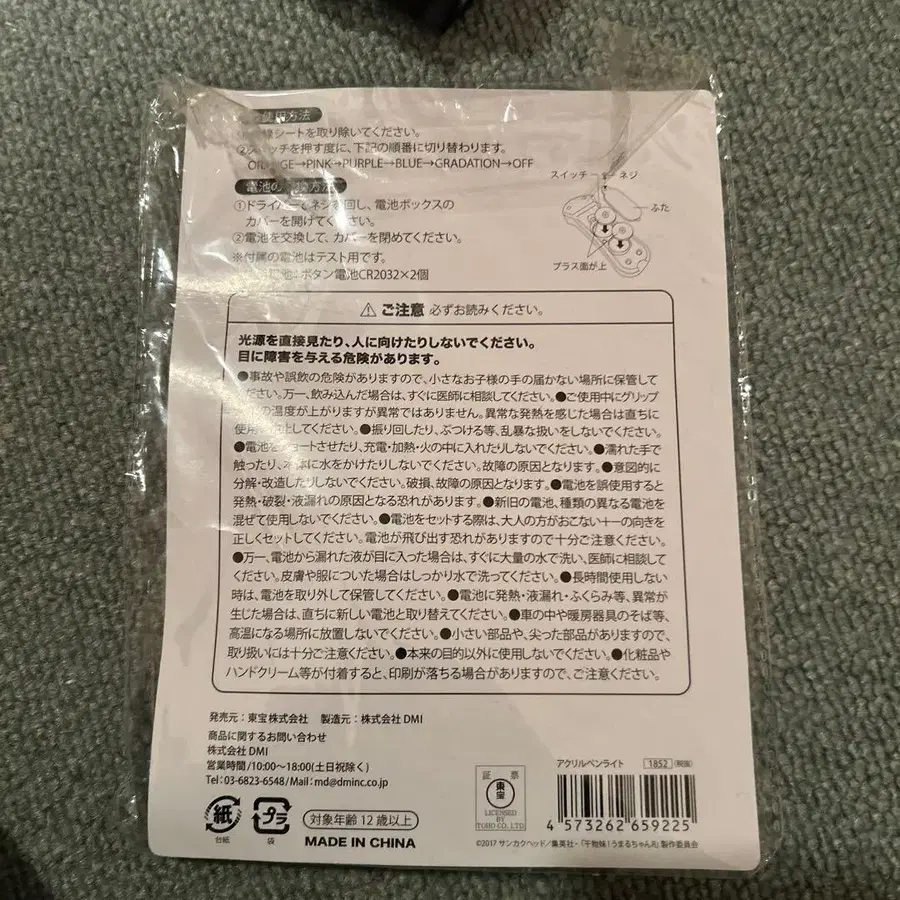 使用方法
シートを取り除いてください。
②スイッチを押す度に、下記の順番に切り替わります。
ORANGE→PINK→PURPLE→BLUE→GRADATION→OFF
スイッチ
ネジ
ふた
プラス面が上
電池の交換方法
①ドライバーでネジを回し、電池ボックスの
カバーを開けてください。
②電池を交換して、カバーを閉めてください。
※付属の電池はテスト用です。
電池:ボタン電池CR2032×2個
⚠ ご注意 必ずお読みください。
光源を直接見たり、人に向けたりしないでください。
目に障害を与える危険があります。
●事故や誤飲の危険がありますので、小さなお子様の手の届かない場所に保管して
ください。万一、飲み込んだ場合は、すぐに医師に相談してください。●ご使用中にグリップ
の温度が上がりますが異常ではありません。異常な発熱を感じた場合は直ちに
使用を中止してください。●振り回したり、ぶつける等、乱暴な扱いをしないでください。
●電池をショートさせたり、充電・加熱・火の中に入れたりしないでください。●濡れた手で
触ったり、本体に水をかけたりしないでください。故障の原因となります。●意図的に
分解・改造したりしないでください。破損、故障の原因となります。●電池を誤使用すると
発熱・破裂・液漏れの原因となる恐れがあります。●新旧の電池、種類の異なる電池を
混ぜて使用しないでください。●電池をセットする際は、大人の方がおこない＋−の向きを
正しくセットしてください。電池が飛び出す恐れがありますので十分ご注意ください。
●万一、電池から漏れた液が目に入った場合は、すぐに大量の水で洗い、医師に相談して
ください。皮膚や服についた場合はしっかり水で洗ってください。●長時間使用しない
時は、電池を取り外して保管してください。●電池に発熱・液漏れ・ふくらみ等、異常が
生じた場合は、直ちに新しい電池と取り替えてください。●車の中や暖房器具のそば等、
高温になる場所に放置しないでください。●小さい部品や、尖った部品がありますので、
取り扱いには十分ご注意ください。●本来の目的以外に使用しないでください。●化粧品や
ハンドクリーム等が付着すると、印刷が落ちる場合がありますので、ご注意ください。
発売元：東宝株式会社 製造元：株式会社 DMI
商品に関するお問い合わせ
株式会社 DMI
営業時間/10:00〜18:00(土日祝除く)
Tel：03-6823-6548/Mail：md@dminc.co.jp
紙
台紙
プラ
袋
対象年齢 12 歳以上
MADE IN CHINA
証 票
東宝
LICENSED
BY
TOHO CO., LTD.
アクリルペンライト 1852 (税抜)
4 573262 659225
©2017 サンカクヘッド／集英社・「干物妹！うまるちゃんR」製作委員会